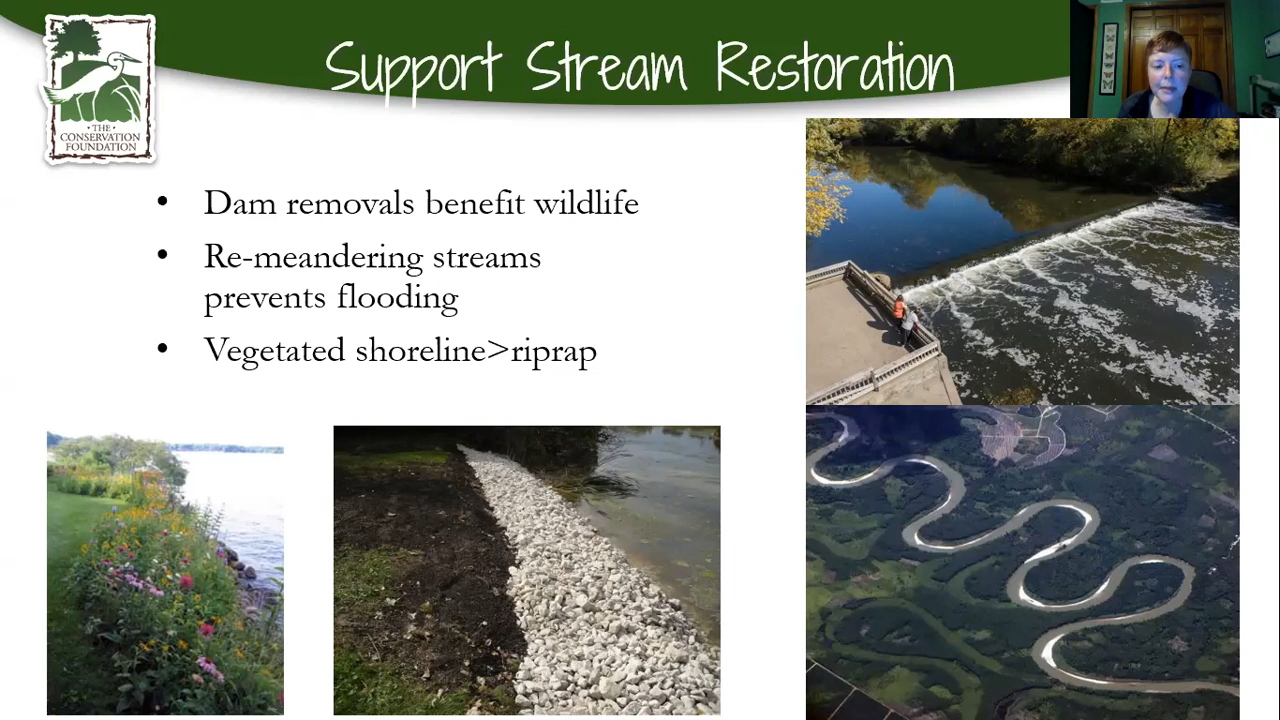 Support Stream Restoration
• THE •
CONSERVATION
FOUNDATION
• Dam removals benefit wildlife
• Re-meandering streams
prevents flooding
• Vegetated shoreline>riprap